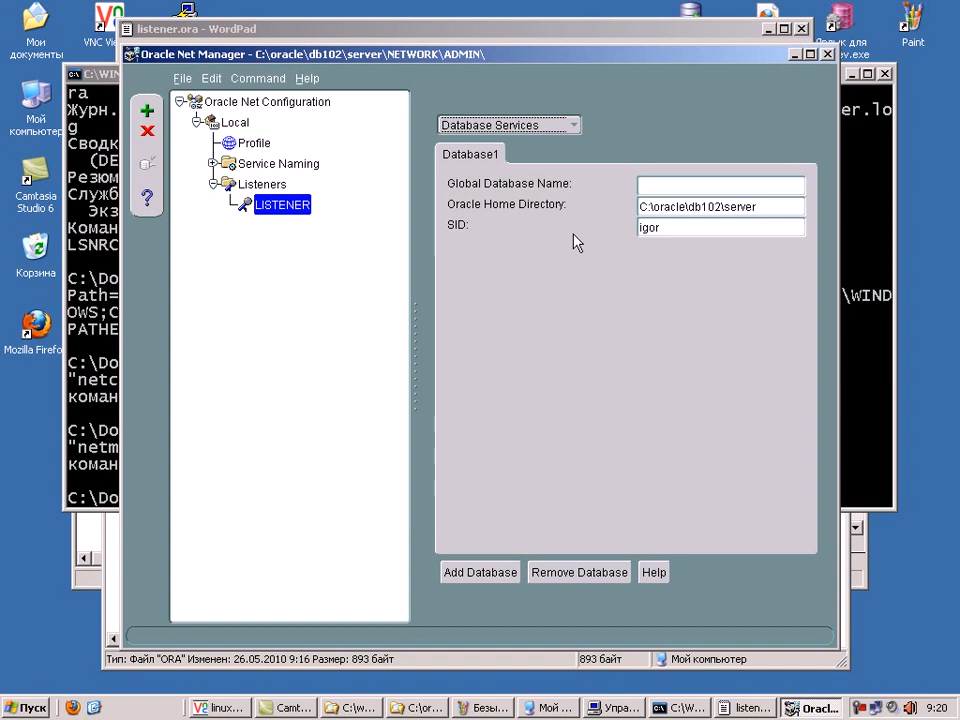 Мои документы
VNC
Paint
listener.ora - WordPad
Oracle Net Manager - C:\oracle\db102\server\NETWORK\ADMIN\
File Edit Command Help
Oracle Net Configuration
Local
Profile
Service Naming
Listeners
LISTENER
Database Services
Database1
Global Database Name:
Oracle Home Directory: C:\oracle\db102\server
SID: igor
Add Database Remove Database Help
Мой компьютер
Camtasia Studio 6
Корзина
Mozilla Firefo
C:\WI
ra
Журн.
er.lo
g
Сводк
(DE
Резюм
Служб
Экз
Коман
LSNRC
C:\Do
Path=
\WIND
OWS;C
PATHE
C:\Do
"netc
коман
C:\Do
"netm
коман
C:\Do
Тип: Файл "ORA" Изменен: 26.05.2010 9:16 Размер: 893 байт 893 байт Мой компьютер
Пуск linux... Camt... C:\w... C:\or... Безы... Мой ... Упра... C:\W... listen... Oracl... 9:20